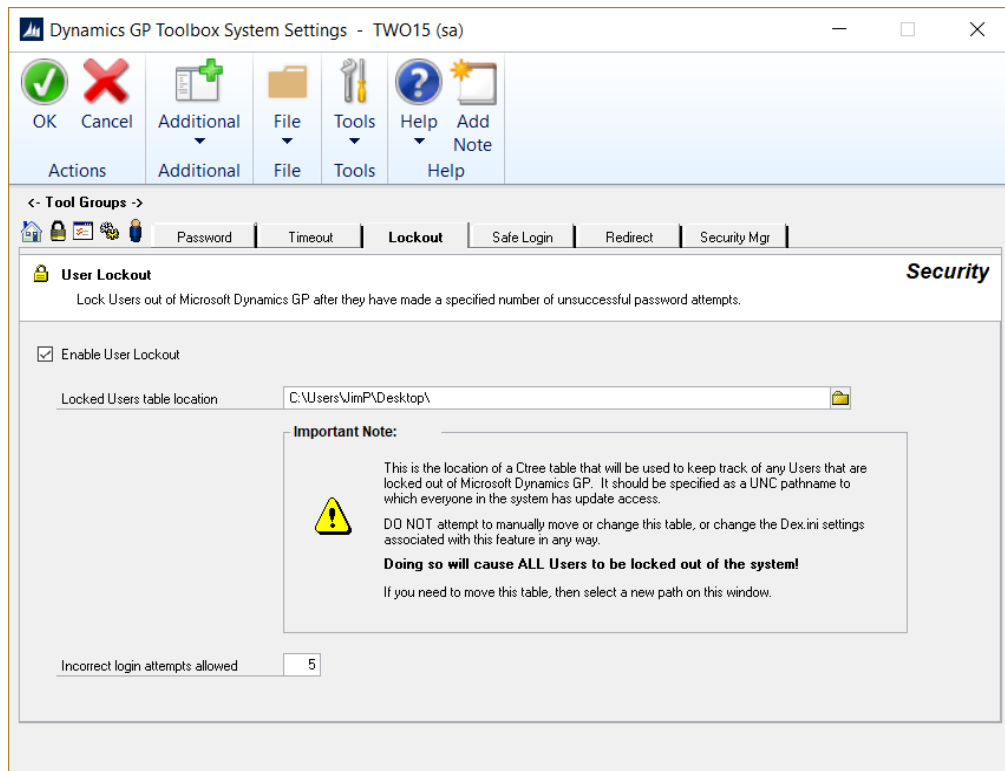 Dynamics GP Toolbox System Settings - TWO15 (sa)
OK Cancel Additional File Tools Help Add Note
Actions Additional File Tools Help
<- Tool Groups ->
Password Timeout Lockout Safe Login Redirect Security Mgr
User Lockout Security
Lock Users out of Microsoft Dynamics GP after they have made a specified number of unsuccessful password attempts.
Enable User Lockout
Locked Users table location C:\Users\JimP\Desktop\
Important Note:
This is the location of a Ctree table that will be used to keep track of any Users that are
locked out of Microsoft Dynamics GP. It should be specified as a UNC pathname to
which everyone in the system has update access.
DO NOT attempt to manually move or change this table, or change the Dex.ini settings
associated with this feature in any way.
Doing so will cause ALL Users to be locked out of the system!
If you need to move this table, then select a new path on this window.
Incorrect login attempts allowed 5